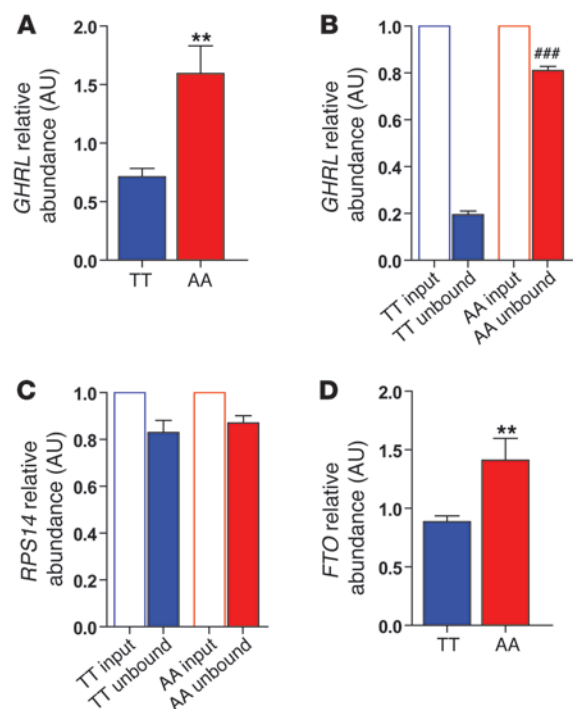 A
GHRL relative
abundance (AU)
2.0
1.5
1.0
0.5
0.0
**
TT
AA
B
GHRL relative
abundance (AU)
1.0
0.8
0.6
0.4
0.2
0.0
###
TT input
TT unbound
AA input
AA unbound
C
RPS14 relative
abundance (AU)
1.0
0.8
0.6
0.4
0.2
0.0
TT input
TT unbound
AA input
AA unbound
D
FTO relative
abundance (AU)
2.0
1.5
1.0
0.5
0.0
**
TT
AA